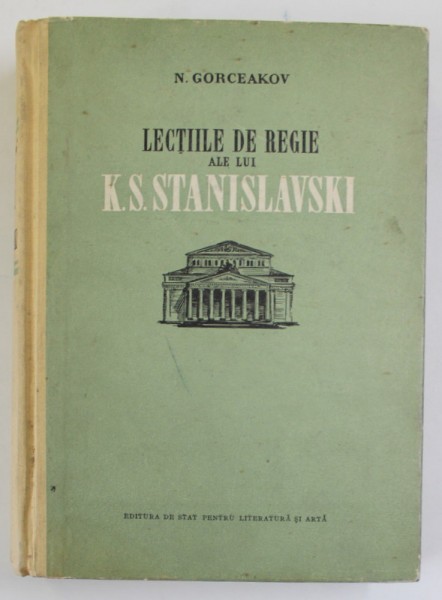 N. GORCEAKOV
LECȚIILE DE REGIE
ALE LUI
K.S. STANISLAVSKI
EDITURA DE STAT PENTRU LITERATURĂ ȘI ARTĂ